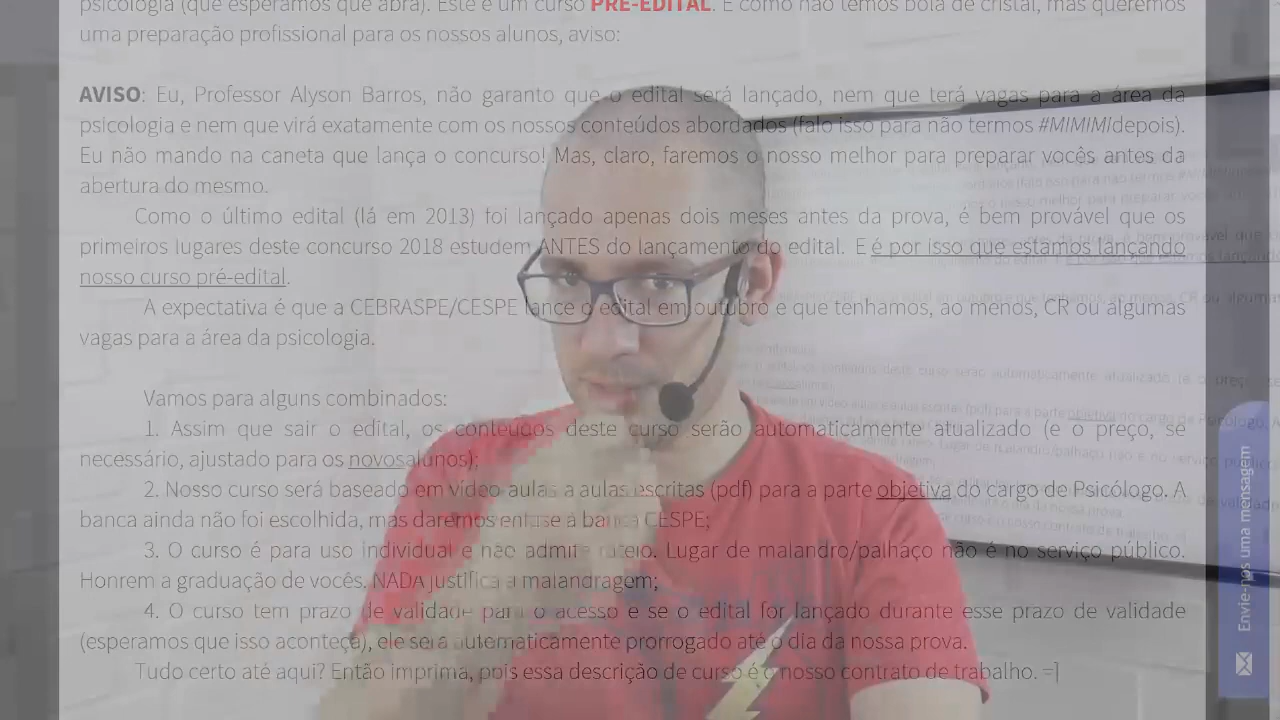 psicologia (que esperamos que abra). Este é um curso PRÉ-EDITAL. E como não temos bola de cristal, mas queremos
uma preparação profissional para os nossos alunos, aviso:
AVISO: Eu, Professor Alyson Barros, não garanto que o edital será lançado, nem que terá vagas para a área da
psicologia e nem que virá exatamente com os nossos conteúdos abordados (falo isso para não termos #MIMIMI depois).
Eu não mando na caneta que lança o concurso! Mas, claro, faremos o nosso melhor para preparar vocês antes da
abertura do mesmo.
Como o último edital (lá em 2013) foi lançado apenas dois meses antes da prova, é bem provável que os
primeiros lugares deste concurso 2018 estudem ANTES do lançamento do edital. E é por isso que estamos lançando
nosso curso pré-edital.
A expectativa é que a CEBRASPE/CESPE lance o edital em outubro e que tenhamos, ao menos, CR ou algumas
vagas para a área da psicologia.
Vamos para alguns combinados:
1. Assim que sair o edital, os conteúdos deste curso serão automaticamente atualizado (e o preço, se
necessário, ajustado para os novos alunos);
2. Nosso curso será baseado em vídeo aulas a aulas escritas (pdf) para a parte objetiva do cargo de Psicólogo. A
banca ainda não foi escolhida, mas daremos enfase à banca CESPE;
3. O curso é para uso individual e não admite rateio. Lugar de malandro/palhaço não é no serviço público.
Honrem a graduação de vocês. NADA justifica a malandragem;
4. O curso tem prazo de validade para o acesso e se o edital for lançado durante esse prazo de validade
(esperamos que isso aconteça), ele será automaticamente prorrogado até o dia da nossa prova.
Tudo certo até aqui? Então imprima, pois essa descrição de curso é o nosso contrato de trabalho. =]
Envie-nos uma mensagem